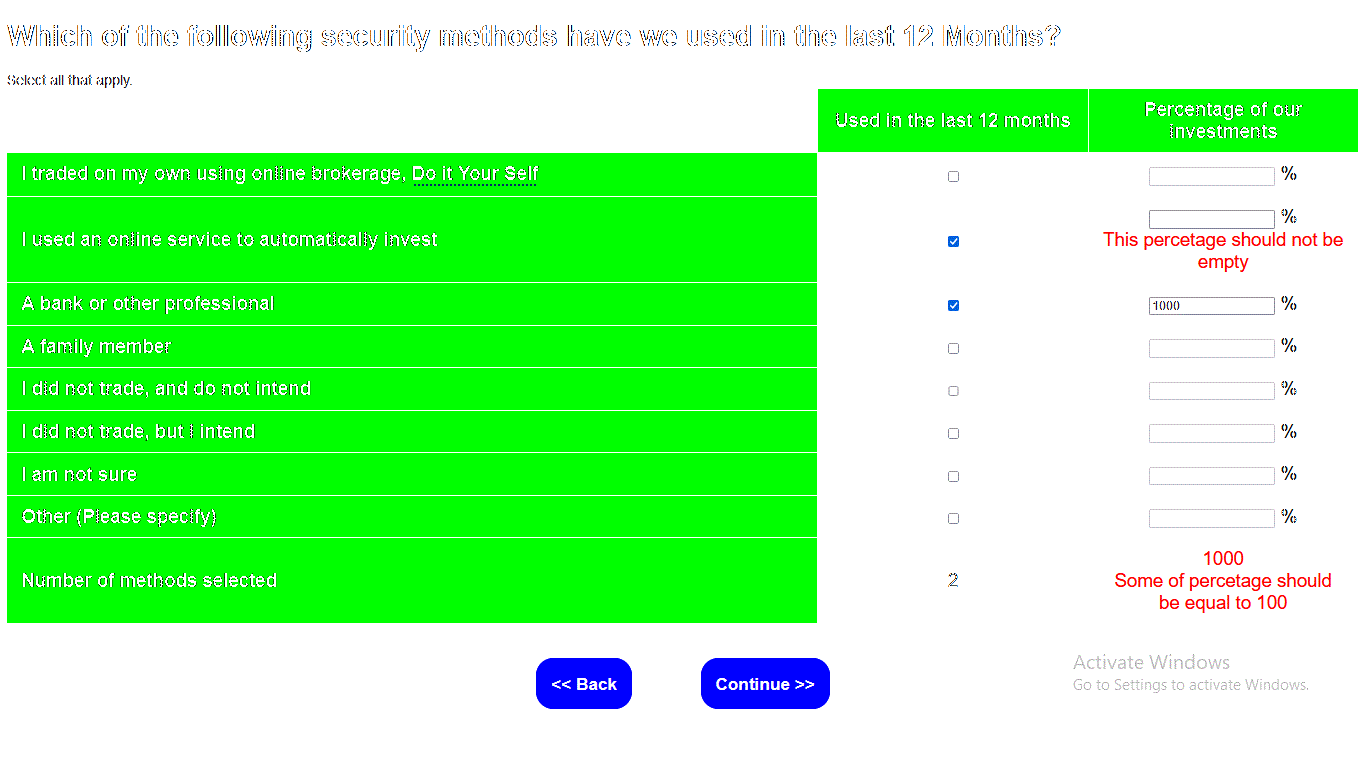 Which of the following security methods have we used in the last 12 Months?
Select all that apply.
Used in the last 12 months
Percentage of our
investments
I traded on my own using online brokerage, Do it Your Self
%
I used an online service to automatically invest
%
This percetage should not be
empty
A bank or other professional
1000 %
A family member
%
I did not trade, and do not intend
%
I did not trade, but I intend
%
I am not sure
%
Other (Please specify)
%
Number of methods selected
2
1000
Some of percetage should
be equal to 100
<< Back
Continue >>
Activate Windows
Go to Settings to activate Windows.